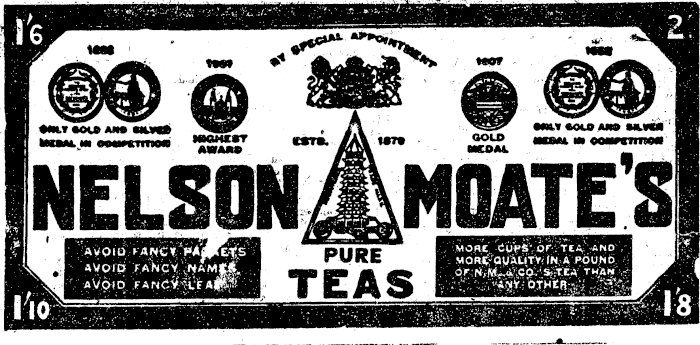 1'6
2'
BY SPECIAL APPOINTMENT
1907
ONLY GOLD AND SILVER
MEDAL IN COMPETITION
HIGHEST
AWARD
ESTD. 1879
GOLD
MEDAL
ONLY GOLD AND SILVER
MEDAL IN COMPETITION
NELSON MOATE'S
AVOID FANCY PACKETS
AVOID FANCY NAMES
AVOID FANCY LEAD
PURE
TEAS
MORE CUPS OF TEA AND
MORE QUALITY IN A POUND
OF N.M. & CO.'S TEA THAN
ANY OTHER
1'10
1'8